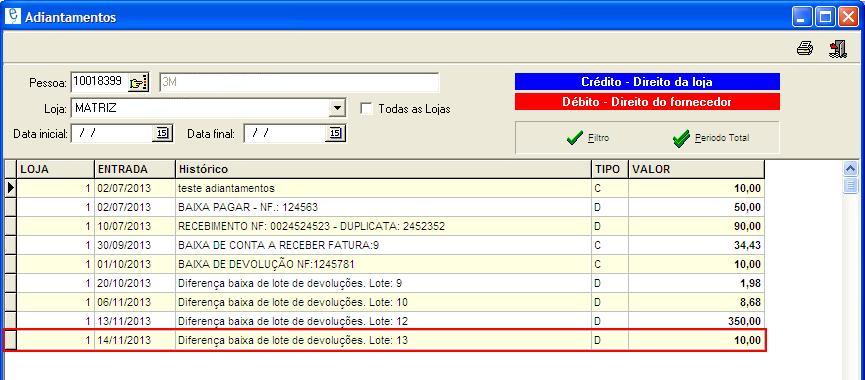 Adiantamentos
Pessoa: 10018399 3M
Crédito - Direito da loja
Débito - Direito do fornecedor
Loja: MATRIZ Todas as Lojas
Data inicial: / / 15 Data final: / / 15
Filtro Periodo Total
LOJA ENTRADA Histórico TIPO VALOR
1 02/07/2013 teste adiantamentos C 10,00
1 02/07/2013 BAIXA PAGAR - NF.: 124563 D 50,00
1 10/07/2013 RECEBIMENTO NF: 0024524523 - DUPLICATA: 2452352 D 90,00
1 30/09/2013 BAIXA DE CONTA A RECEBER FATURA:9 C 34,43
1 01/10/2013 BAIXA DE DEVOLUÇÃO NF:1245781 C 10,00
1 20/10/2013 Diferença baixa de lote de devoluções. Lote: 9 D 1,98
1 06/11/2013 Diferença baixa de lote de devoluções. Lote: 10 D 8,68
1 13/11/2013 Diferença baixa de lote de devoluções. Lote: 12 D 350,00
1 14/11/2013 Diferença baixa de lote de devoluções. Lote: 13 D 10,00